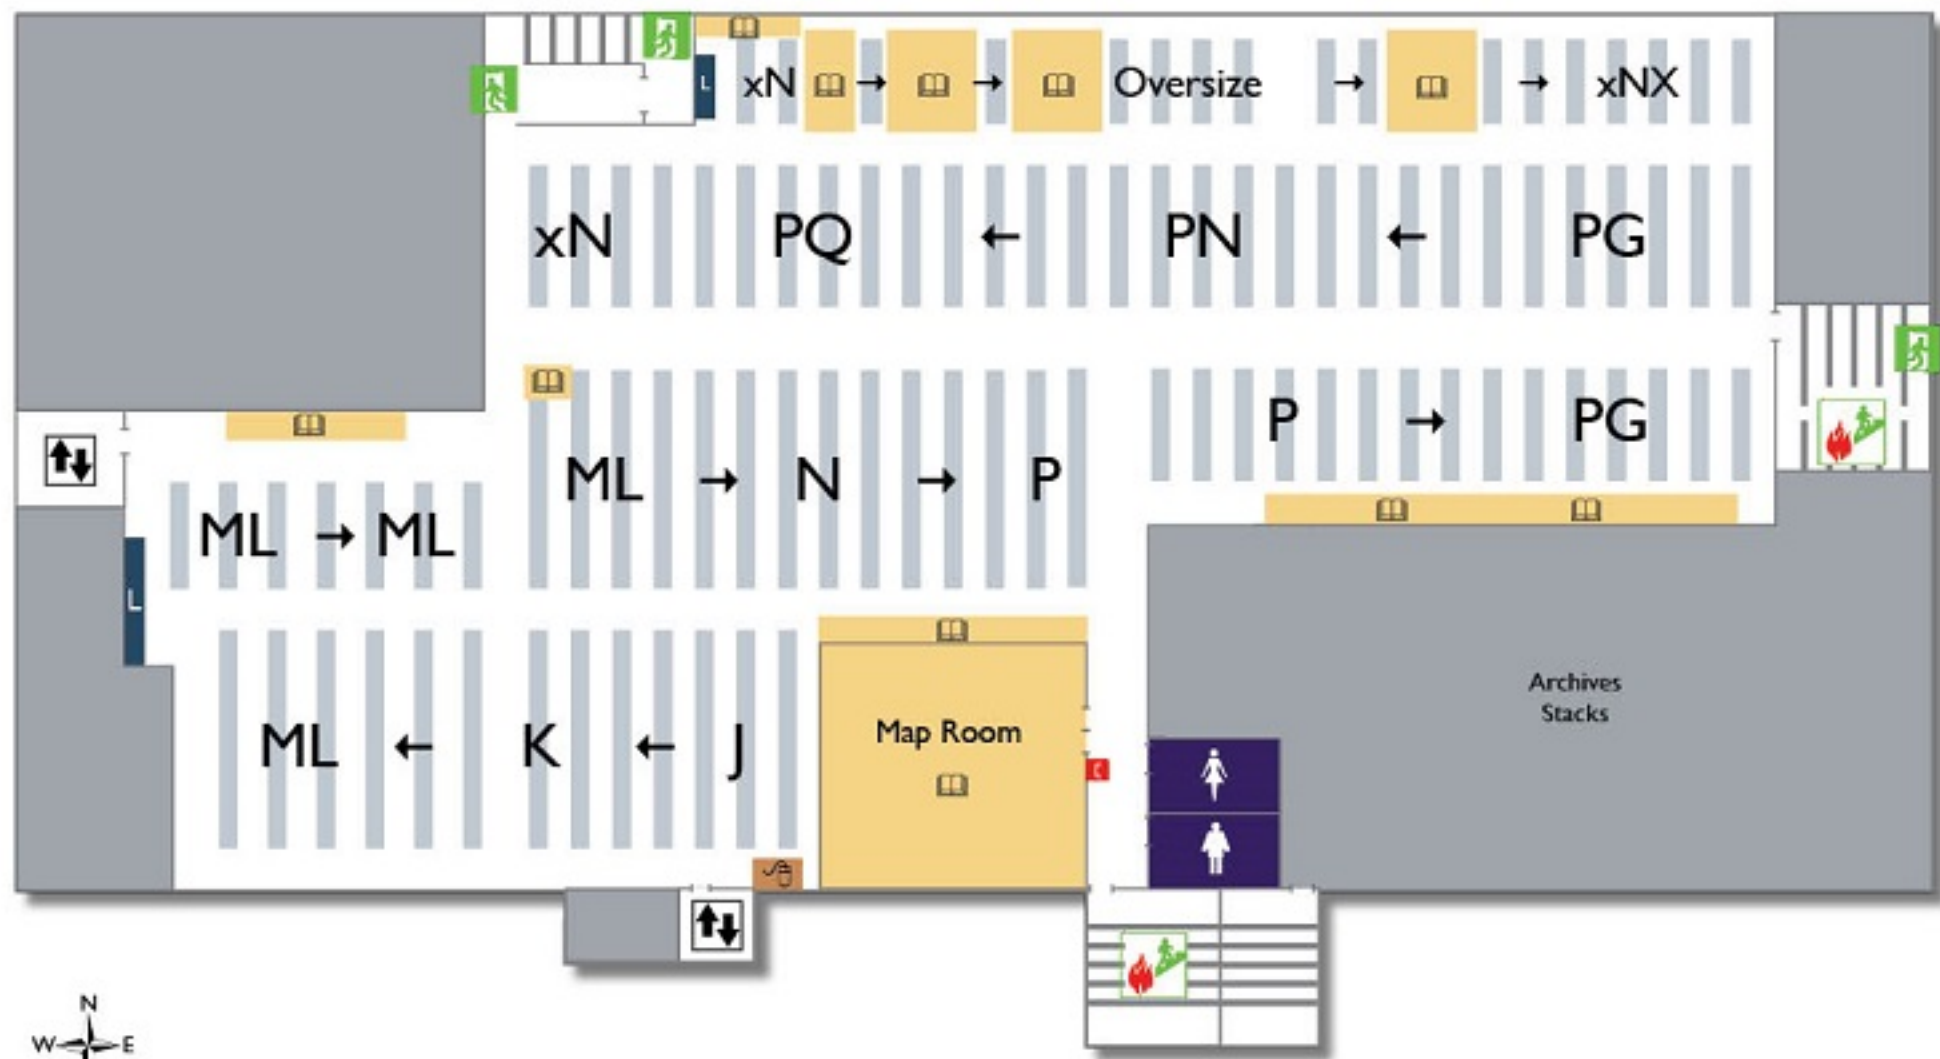 L
xN → → Oversize → → xNX
xN PQ ← PN ← PG
P → PG
ML → N → P
ML → ML
L
ML ← K ← J
Map Room
Archives
Stacks
N
W E